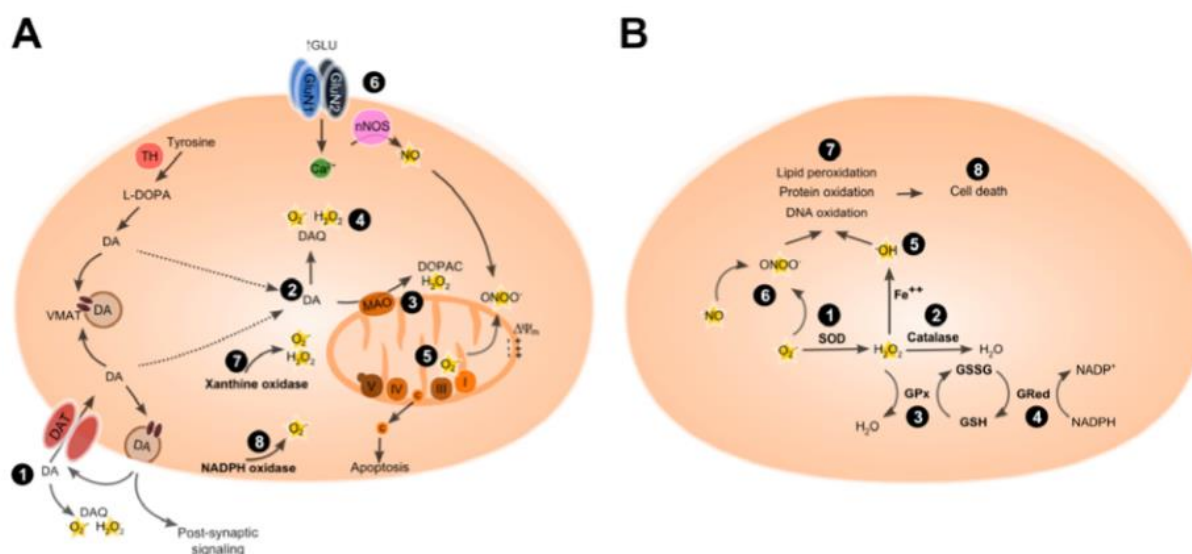 A
↑GLU
GluN1
GluN2
6
nNOS
NO
Ca²⁺
TH
Tyrosine
L-DOPA
DA
VMAT
DA
DA
O₂⁻ H₂O₂
4
DAQ
2
DA
DOPAC
H₂O₂
MAO
3
ONOO⁻
ΔΨm
+++
5
O₂⁻
V
IV
c
III
I
c
Apoptosis
O₂⁻
H₂O₂
7
Xanthine oxidase
O₂⁻
8
NADPH oxidase
DAT
DA
1
DA
DAQ
O₂⁻ H₂O₂
Post-synaptic
signaling
B
7
Lipid peroxidation
Protein oxidation
DNA oxidation
8
Cell death
·OH
5
ONOO⁻
6
NO
Fe⁺⁺
1
SOD
2
Catalase
O₂⁻
H₂O₂
H₂O
GSSG
NADP⁺
GPx
3
GRed
4
H₂O
GSH
NADPH